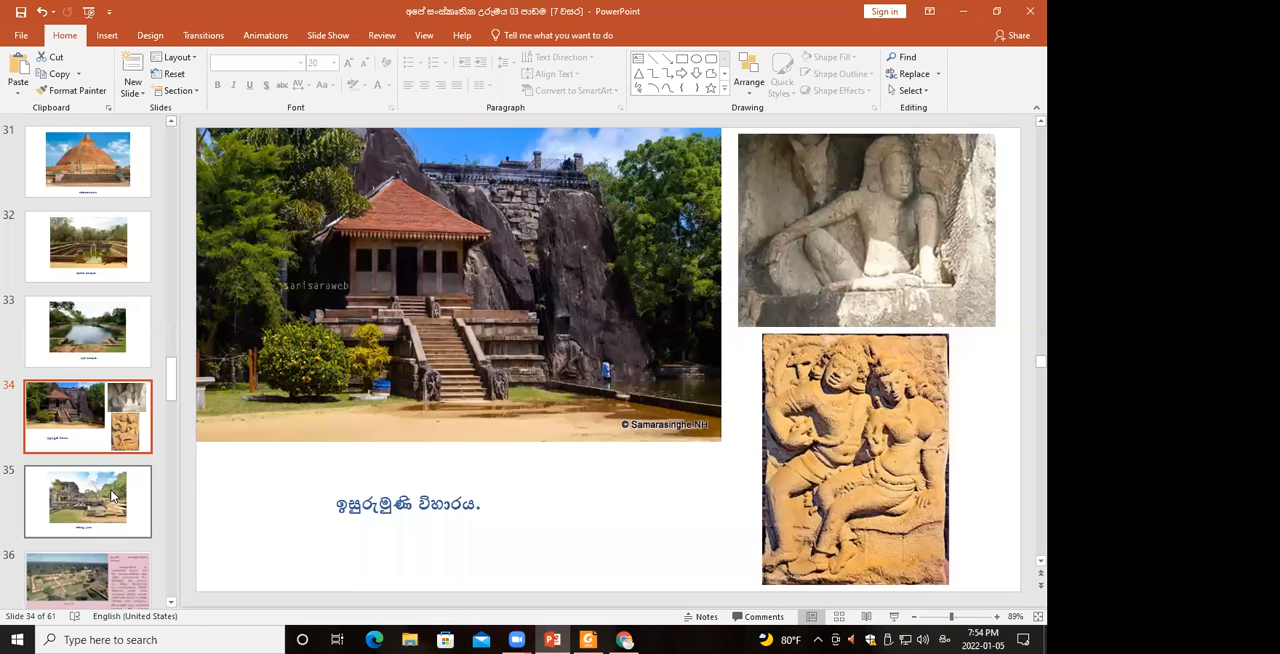 අපේ සංස්කෘතික උරුමය 03 පාඩම [7 වසර] - PowerPoint
Sign in
File Home Insert Design Transitions Animations Slide Show Review View Help Tell me what you want to do Share
Paste
Cut
Copy
Format Painter
Clipboard
New Slide
Layout
Reset
Section
Slides
20
B I U S abc AV Aa A
Font
Text Direction
Align Text
Convert to SmartArt
Paragraph
Arrange
Quick Styles
Shape Fill
Shape Outline
Shape Effects
Drawing
Find
Replace
Select
Editing
31
32
33
34
35
36
sarisaraweb
© Samarasinghe NH
ඉසුරුමුණි විහාරය.
Slide 34 of 61 English (United States) Notes Comments 89%
Type here to search
80°F
7:54 PM
2022-01-05